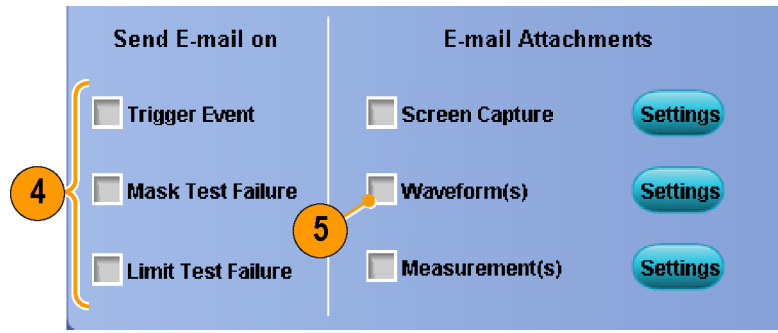 Send E-mail on
E-mail Attachments
Trigger Event
Screen Capture
Settings
4
Mask Test Failure
Waveform(s)
Settings
5
Limit Test Failure
Measurement(s)
Settings